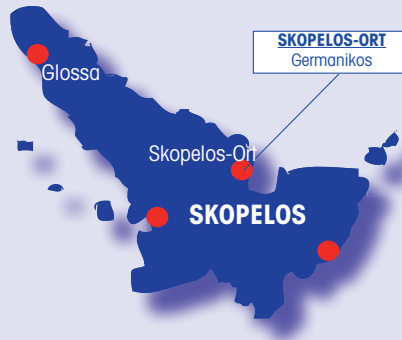 SKOPELOS-ORT
Germanikos
Glossa
Skopelos-Ort
SKOPELOS